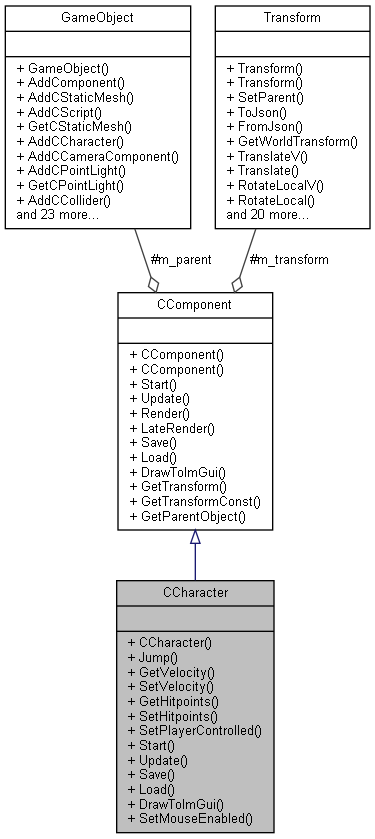 GameObject
+ GameObject()
+ AddComponent()
+ AddCStaticMesh()
+ AddCScript()
+ GetCStaticMesh()
+ AddCCharacter()
+ AddCCameraComponent()
+ AddCPointLight()
+ GetCPointLight()
+ AddCCollider()
and 23 more...
Transform
+ Transform()
+ Transform()
+ SetParent()
+ ToJson()
+ FromJson()
+ GetWorldTransform()
+ TranslateV()
+ Translate()
+ RotateLocalV()
+ RotateLocal()
and 20 more...
#m_parent
#m_transform
CComponent
+ CComponent()
+ CComponent()
+ Start()
+ Update()
+ Render()
+ LateRender()
+ Save()
+ Load()
+ DrawToImGui()
+ GetTransform()
+ GetTransformConst()
+ GetParentObject()
CCharacter
+ CCharacter()
+ Jump()
+ GetVelocity()
+ SetVelocity()
+ GetHitpoints()
+ SetHitpoints()
+ SetPlayerControlled()
+ Start()
+ Update()
+ Save()
+ Load()
+ DrawToImGui()
+ SetMouseEnabled()